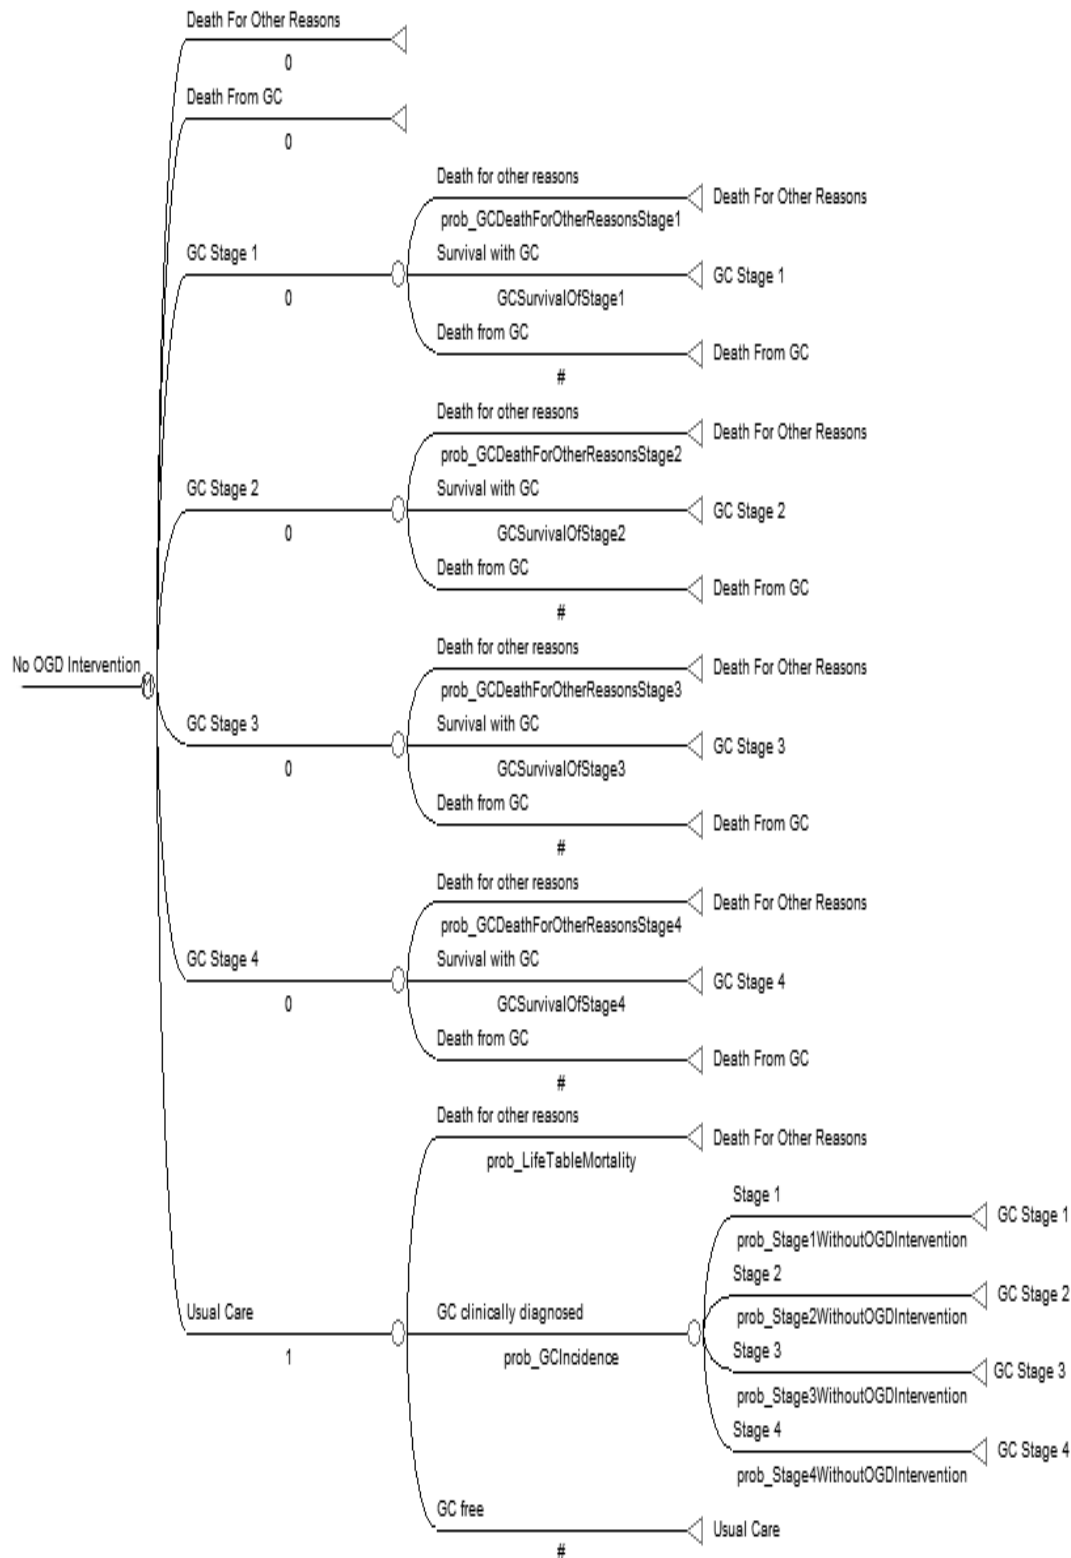 Death For Other Reasons
0
Death From GC
0
Death for other reasons
Death For Other Reasons
prob_GCDeathForOtherReasonsStage1
GC Stage 1
Survival with GC
GC Stage 1
0
GCSurvivalOfStage1
Death from GC
Death From GC
#
Death for other reasons
Death For Other Reasons
prob_GCDeathForOtherReasonsStage2
GC Stage 2
Survival with GC
GC Stage 2
0
GCSurvivalOfStage2
Death from GC
Death From GC
#
No OGD Intervention
M
Death for other reasons
Death For Other Reasons
prob_GCDeathForOtherReasonsStage3
GC Stage 3
Survival with GC
GC Stage 3
0
GCSurvivalOfStage3
Death from GC
Death From GC
#
Death for other reasons
Death For Other Reasons
prob_GCDeathForOtherReasonsStage4
GC Stage 4
Survival with GC
GC Stage 4
0
GCSurvivalOfStage4
Death from GC
Death From GC
#
Death for other reasons
Death For Other Reasons
prob_LifeTableMortality
Stage 1
GC Stage 1
prob_Stage1WithoutOGDIntervention
Stage 2
GC Stage 2
Usual Care
GC clinically diagnosed
prob_Stage2WithoutOGDIntervention
1
prob_GCIncidence
Stage 3
GC Stage 3
prob_Stage3WithoutOGDIntervention
Stage 4
GC Stage 4
prob_Stage4WithoutOGDIntervention
GC free
Usual Care
#